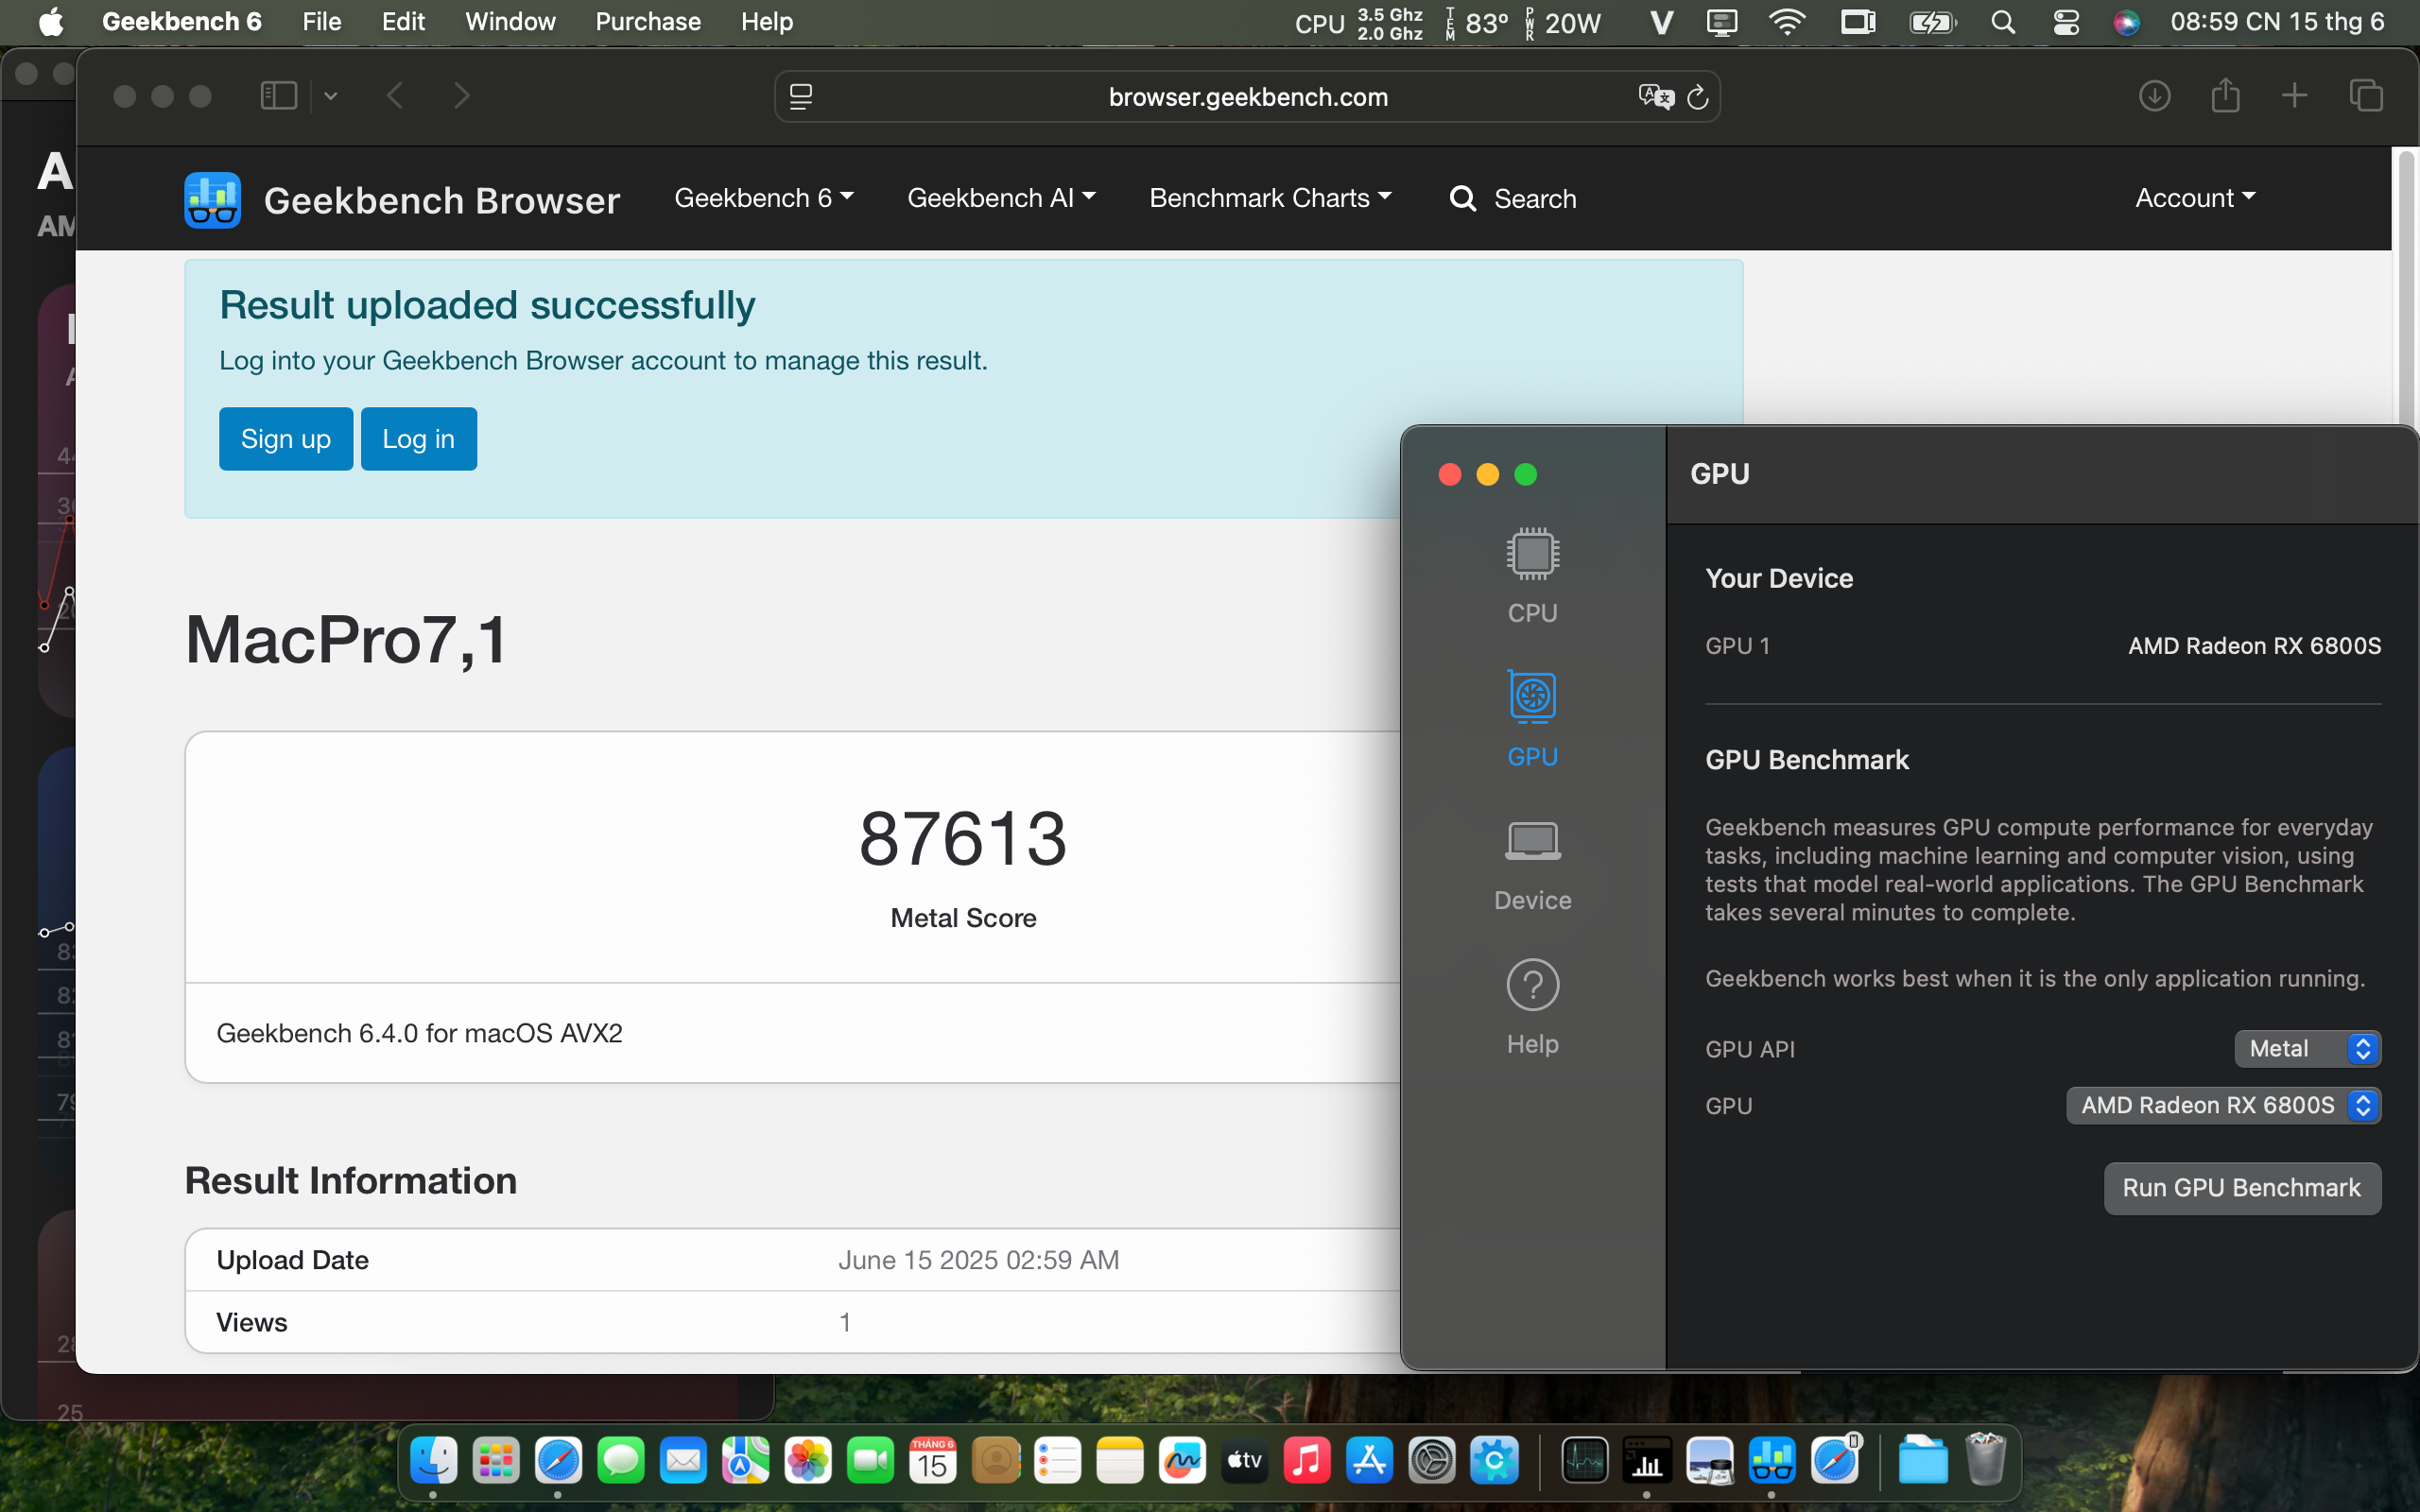 Geekbench 6 File Edit Window Purchase Help CPU 3.5 Ghz 2.0 Ghz TEM 83° PWR 20W V 08:59 CN 15 thg 6
browser.geekbench.com
Geekbench Browser Geekbench 6 Geekbench AI Benchmark Charts Search Account
Result uploaded successfully
Log into your Geekbench Browser account to manage this result.
Sign up Log in
MacPro7,1
87613
Metal Score
Geekbench 6.4.0 for macOS AVX2
Result Information
Upload Date June 15 2025 02:59 AM
Views 1
GPU
CPU
GPU
Device
Help
Your Device
GPU 1 AMD Radeon RX 6800S
GPU Benchmark
Geekbench measures GPU compute performance for everyday
tasks, including machine learning and computer vision, using
tests that model real-world applications. The GPU Benchmark
takes several minutes to complete.
Geekbench works best when it is the only application running.
GPU API Metal
GPU AMD Radeon RX 6800S
Run GPU Benchmark
25
THÁNG 6
15
tv